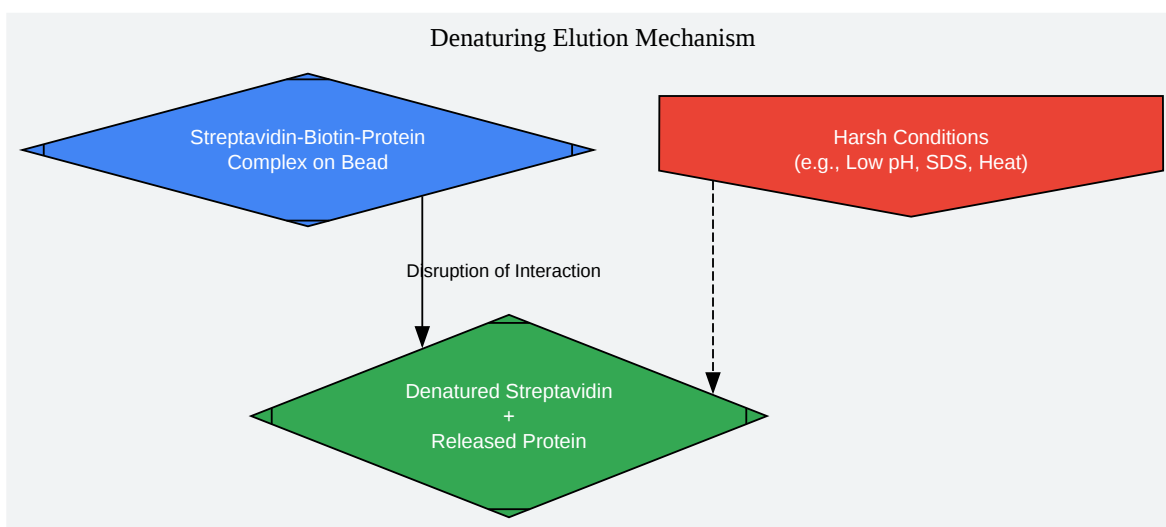 Denaturing Elution Mechanism
Streptavidin-Biotin-Protein
Complex on Bead
Harsh Conditions
(e.g., Low pH, SDS, Heat)
Disruption of Interaction
Denatured Streptavidin
+
Released Protein